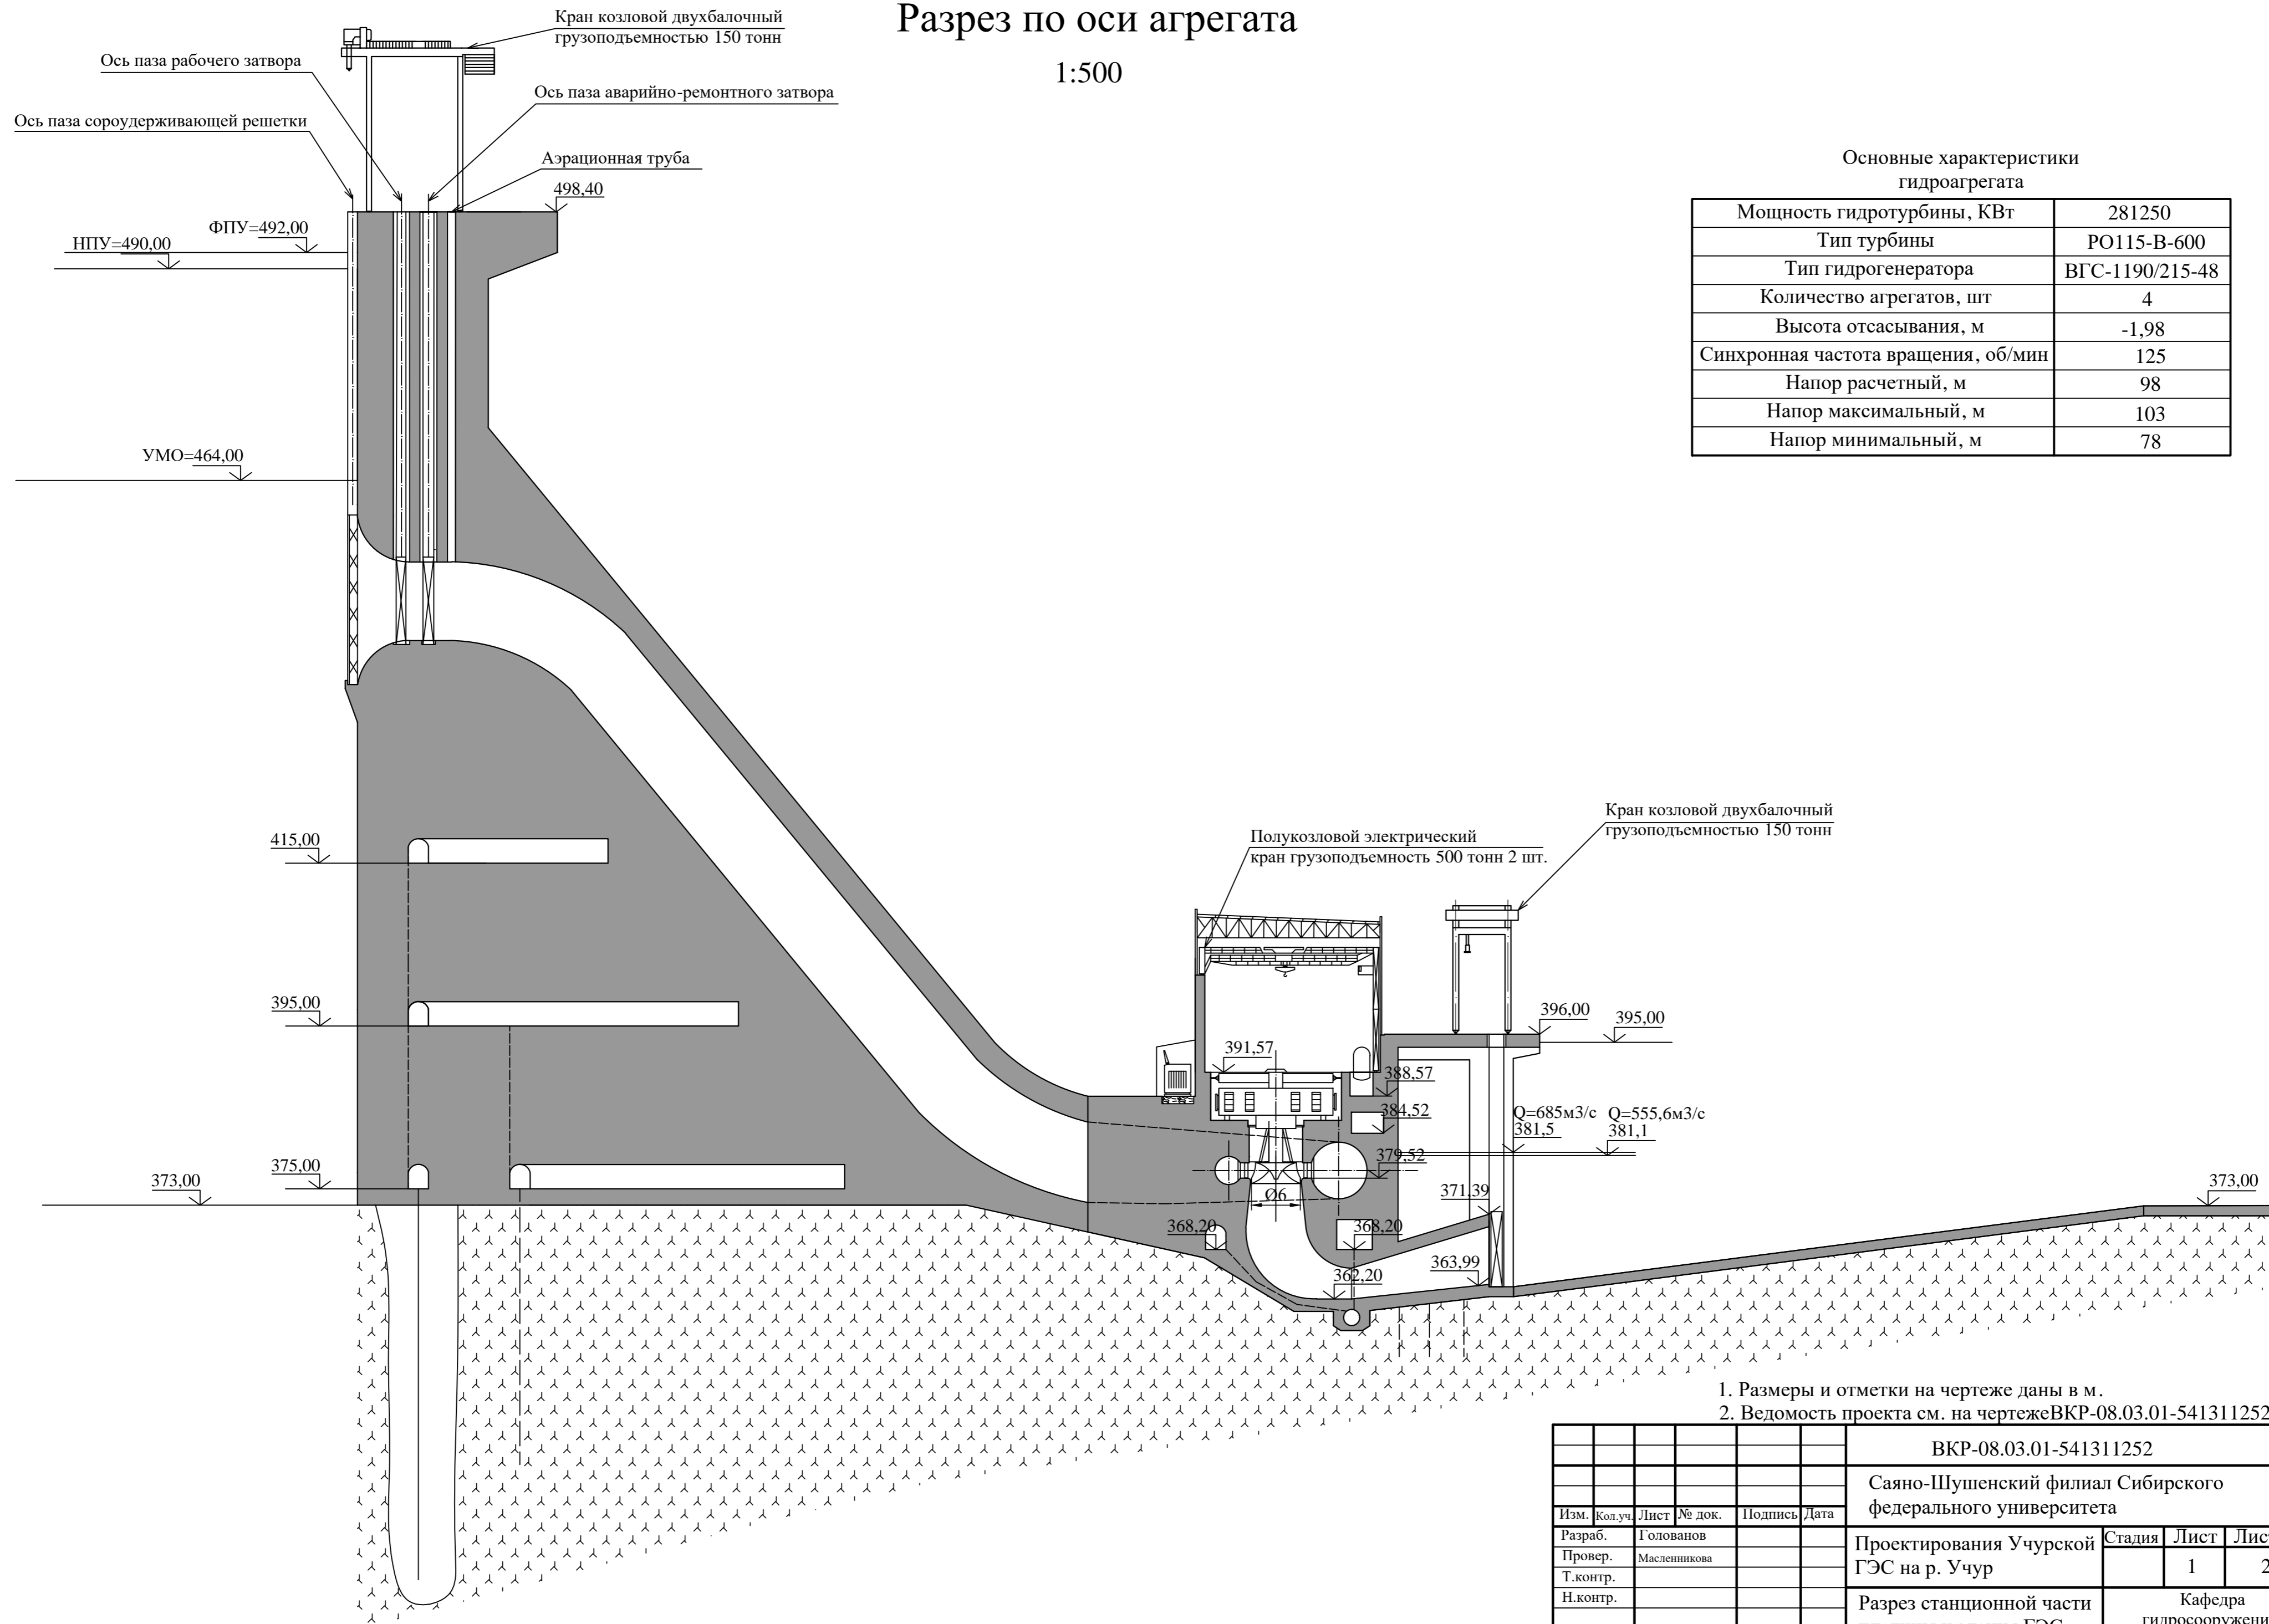 Разрез по оси агрегата
1:500
Кран козловой двухбалочный
грузоподъемностью 150 тонн
Ось паза рабочего затвора
Ось паза аварийно-ремонтного затвора
Ось паза сороудерживающей решетки
Аэрационная труба
498,40
ФПУ=492,00
НПУ=490,00
УМО=464,00
Основные характеристики
гидроагрегата
Мощность гидротурбины, КВт 281250
Тип турбины РО115-В-600
Тип гидрогенератора ВГС-1190/215-48
Количество агрегатов, шт 4
Высота отсасывания, м -1,98
Синхронная частота вращения, об/мин 125
Напор расчетный, м 98
Напор максимальный, м 103
Напор минимальный, м 78
415,00
395,00
375,00
373,00
Полукозловой электрический
кран грузоподъемность 500 тонн 2 шт.
Кран козловой двухбалочный
грузоподъемностью 150 тонн
396,00
395,00
391,57
388,57
384,52
Q=685м3/с Q=555,6м3/с
381,5 381,1
379,52
Ø6
371,39
373,00
368,20
368,20
363,99
362,20
1. Размеры и отметки на чертеже даны в м.
2. Ведомость проекта см. на чертежеВКР-08.03.01-541311252
ВКР-08.03.01-541311252
Саяно-Шушенский филиал Сибирского
федерального университета
Изм. Кол.уч. Лист № док. Подпись Дата
Разраб. Голованов
Провер. Масленникова
Т.контр.
Н.контр.
Проектирования Учурской
ГЭС на р. Учур
Стадия Лист
1 2
Разрез станционной части
Кафедра